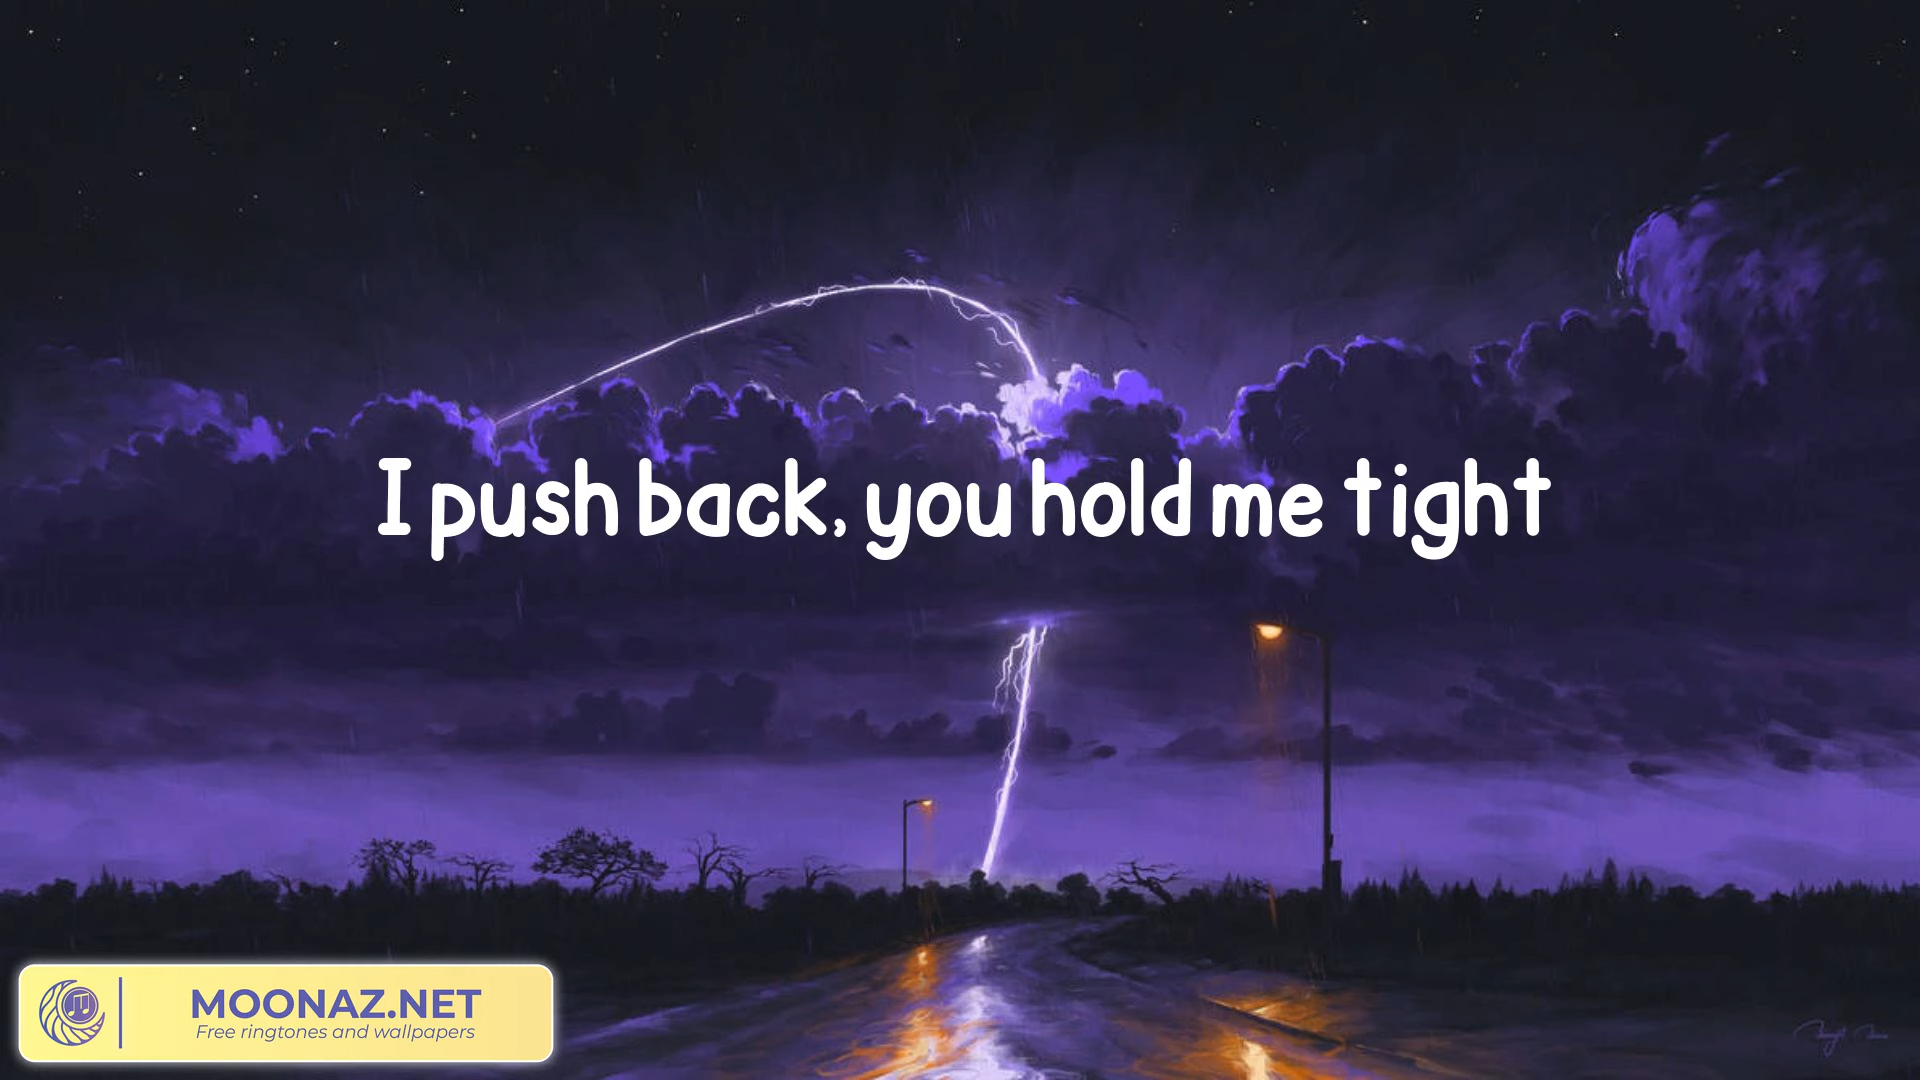 I push back, you hold me tight
MOONAZ.NET
Free ringtones and wallpapers